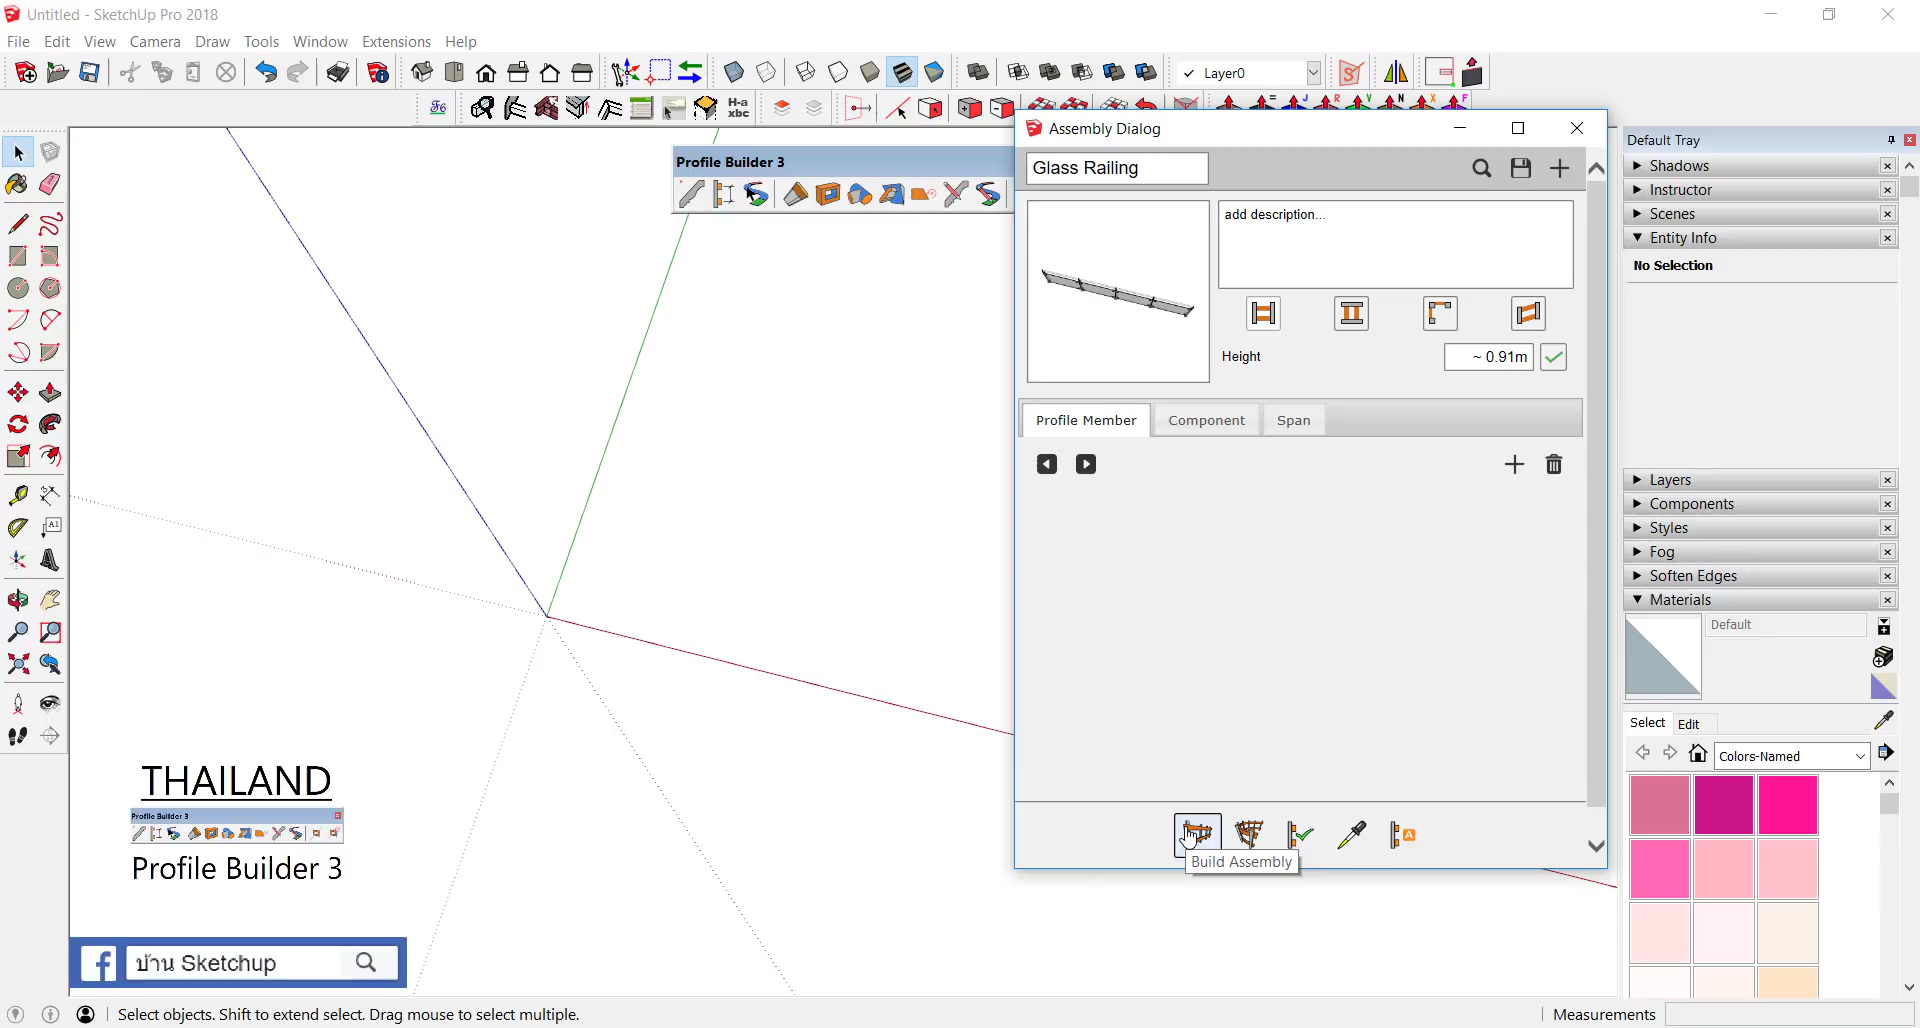 Untitled - SketchUp Pro 2018
File Edit View Camera Draw Tools Window Extensions Help
Layer0
H-a
xbc
Assembly Dialog
Default Tray
Profile Builder 3
Glass Railing
Shadows
Instructor
Scenes
Entity Info
No Selection
add description...
Height
~ 0.91m
Profile Member Component Span
Layers
Components
Styles
Fog
Soften Edges
Materials
Default
Select Edit
Colors-Named
A1
A
Build Assembly
THAILAND
Profile Builder 3
Profile Builder 3
บ้าน Sketchup
Select objects. Shift to extend select. Drag mouse to select multiple.
Measurements